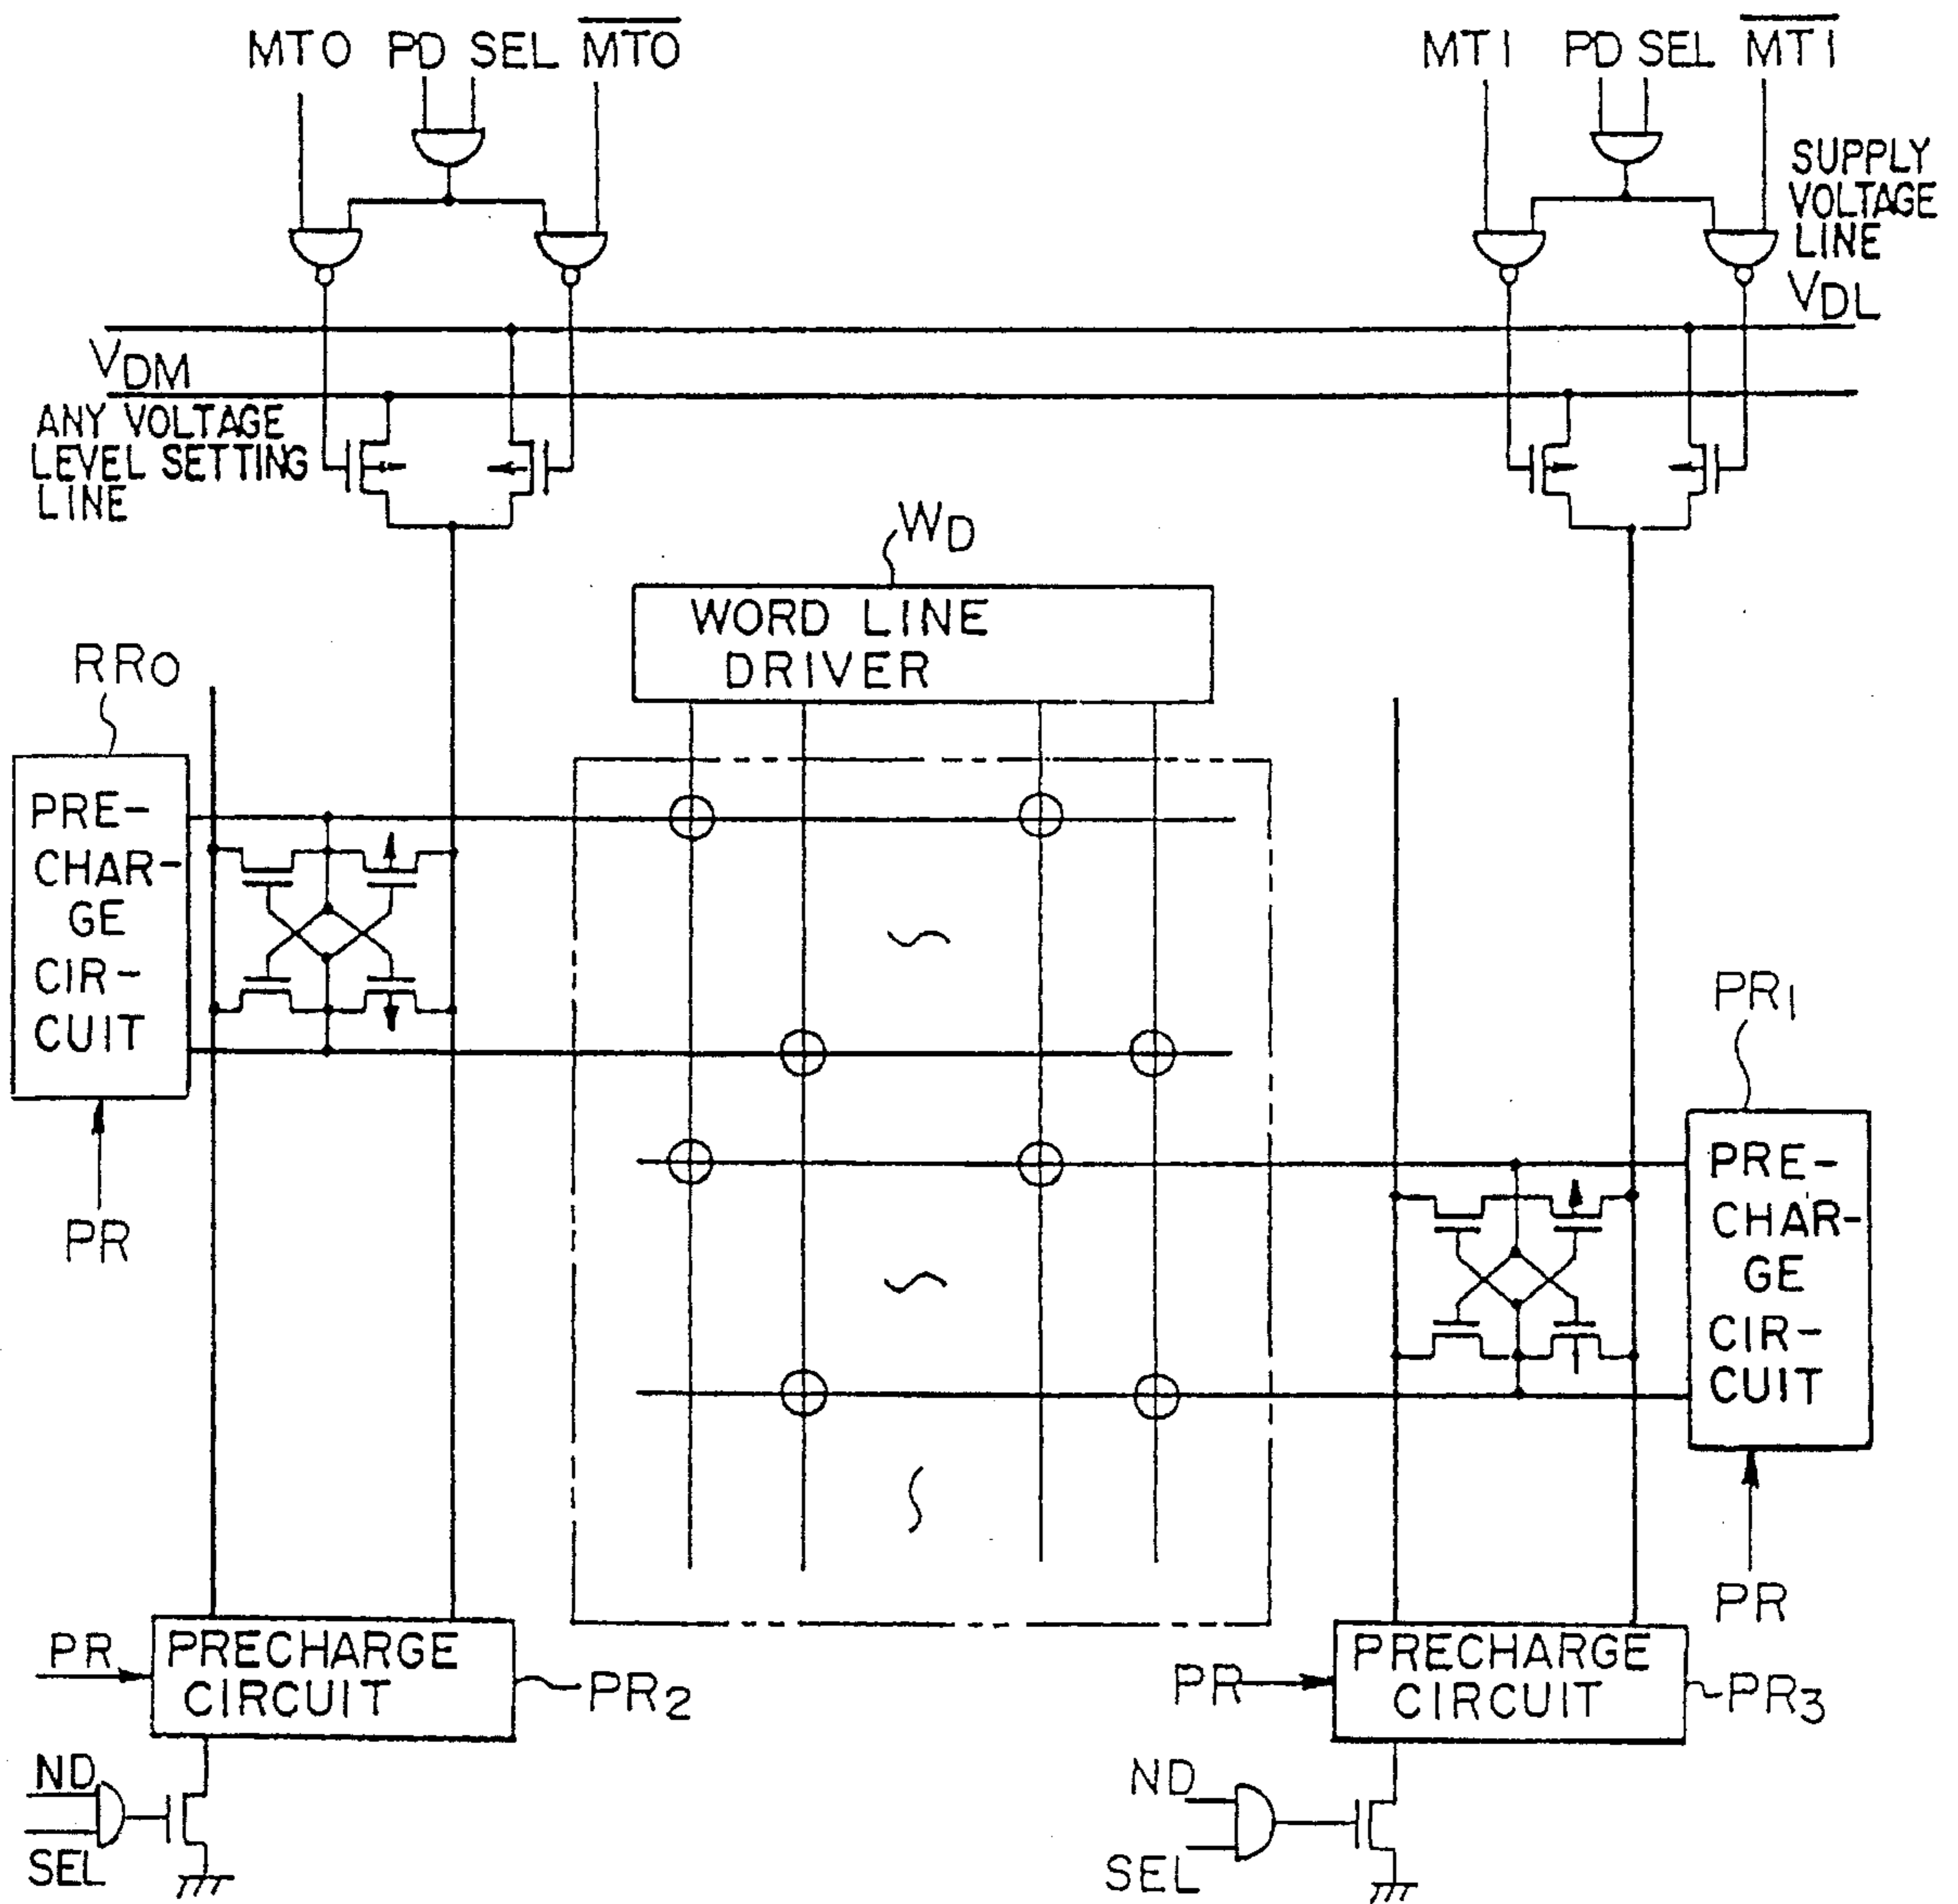 MT0 PD SEL M̅T̅0̅
MT1 PD SEL M̅T̅1̅
SUPPLY
VOLTAGE
LINE
VDL
VDM
ANY VOLTAGE
LEVEL SETTING
LINE
WD
WORD LINE
DRIVER
RR0
PRE-
CHAR-
GE
CIR-
CUIT
PR
PR1
PRE-
CHAR-
GE
CIR-
CUIT
PR
PR
PRECHARGE
CIRCUIT
PR2
ND
SEL
PR
PRECHARGE
CIRCUIT
PR3
ND
SEL